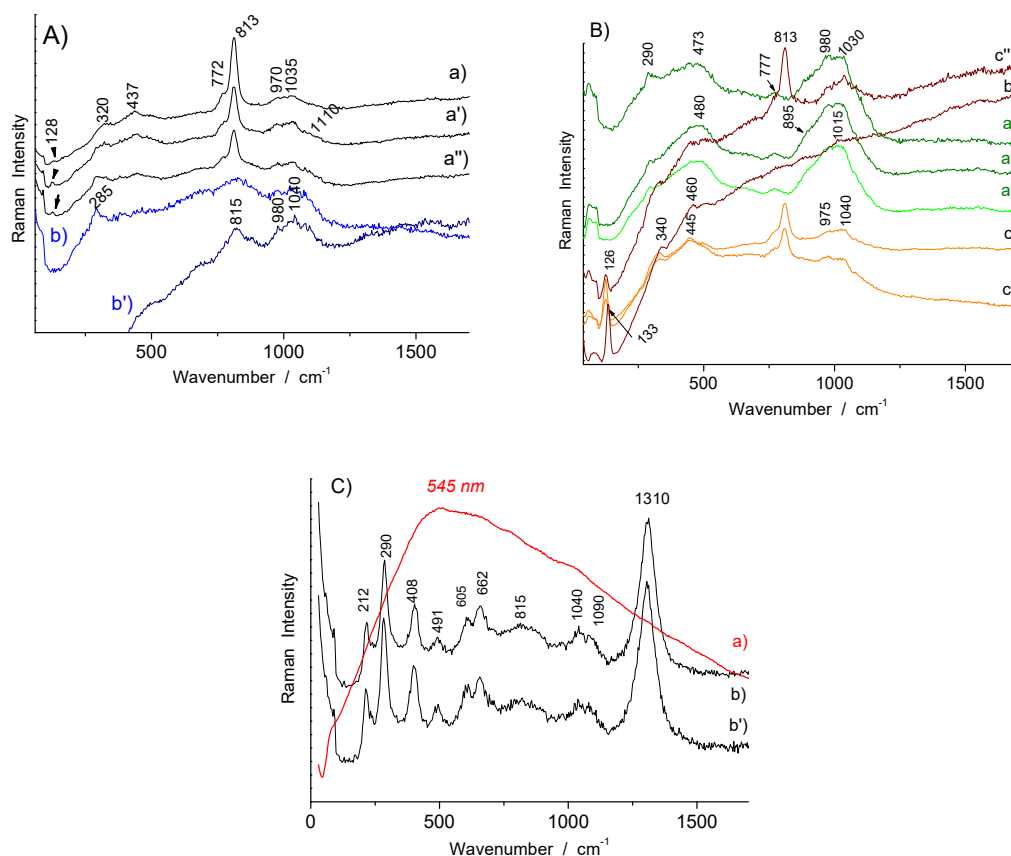 A)
813
772
970
1035
1110
a)
a')
a'')
320
437
128
285
b)
815
980
1040
b')
Raman Intensity
500
1000
1500
Wavenumber / cm-1
B)
290
473
777
813
980
1030
c"
b
480
895
1015
a
a
a
340
445
460
975
1040
126
133
c
c
Raman Intensity
500
1000
1500
Wavenumber / cm-1
C)
545 nm
1310
290
212
408
491
605
662
815
1040
1090
a)
b)
b')
Raman Intensity
0
500
1000
1500
Wavenumber / cm-1